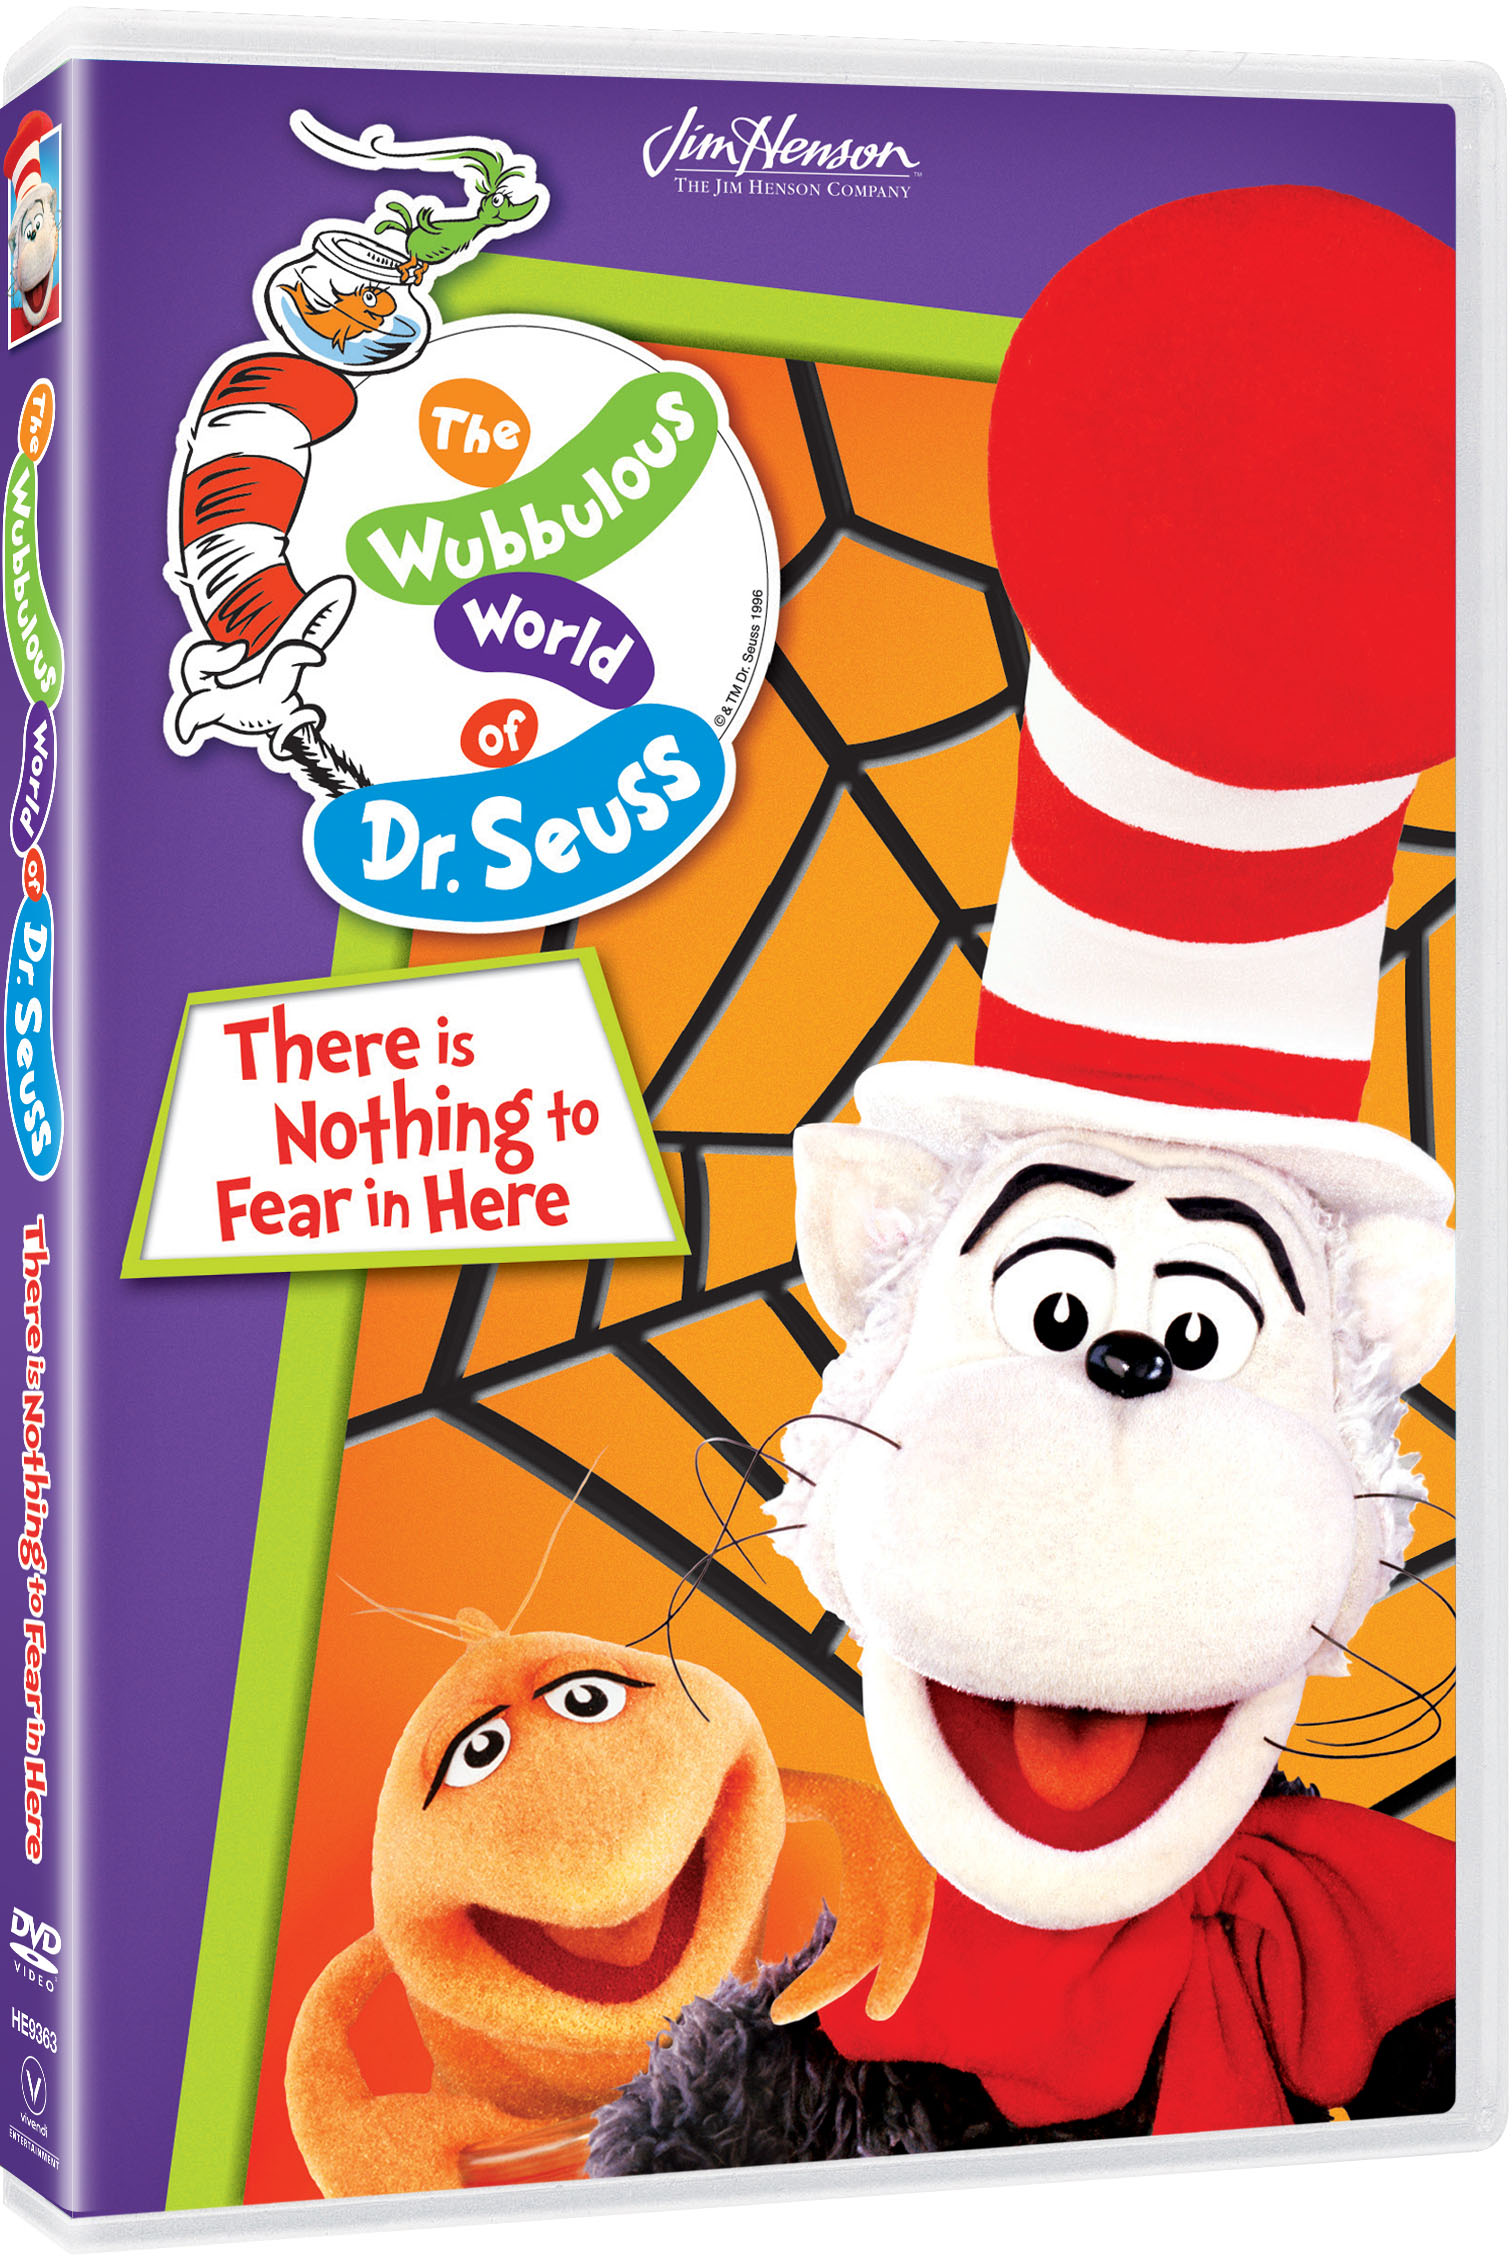 Jim Henson ™
THE JIM HENSON COMPANY
The
Wubbulous
World
of
Dr. Seuss
© & TM Dr. Seuss 1996
There is
Nothing to
Fear in Here
The Wubbulous World of Dr. Seuss There is Nothing to Fear in Here
DVD
VIDEO
HE9363
V
vivendi
ENTERTAINMENT